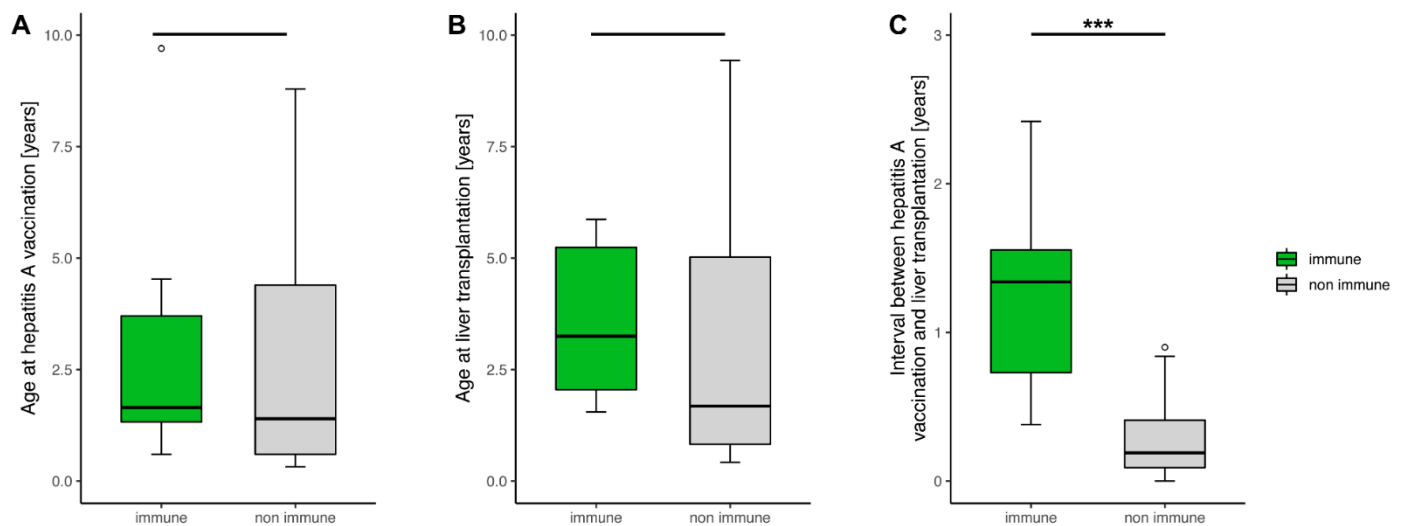 A
Age at hepatitis A vaccination [years]
10.0
7.5
5.0
2.5
0.0
immune
non immune
B
Age at liver transplantation [years]
10.0
7.5
5.0
2.5
0.0
immune
non immune
C
***
Interval between hepatitis A
vaccination and liver transplantation [years]
3
2
1
0
immune
non immune
immune
non immune